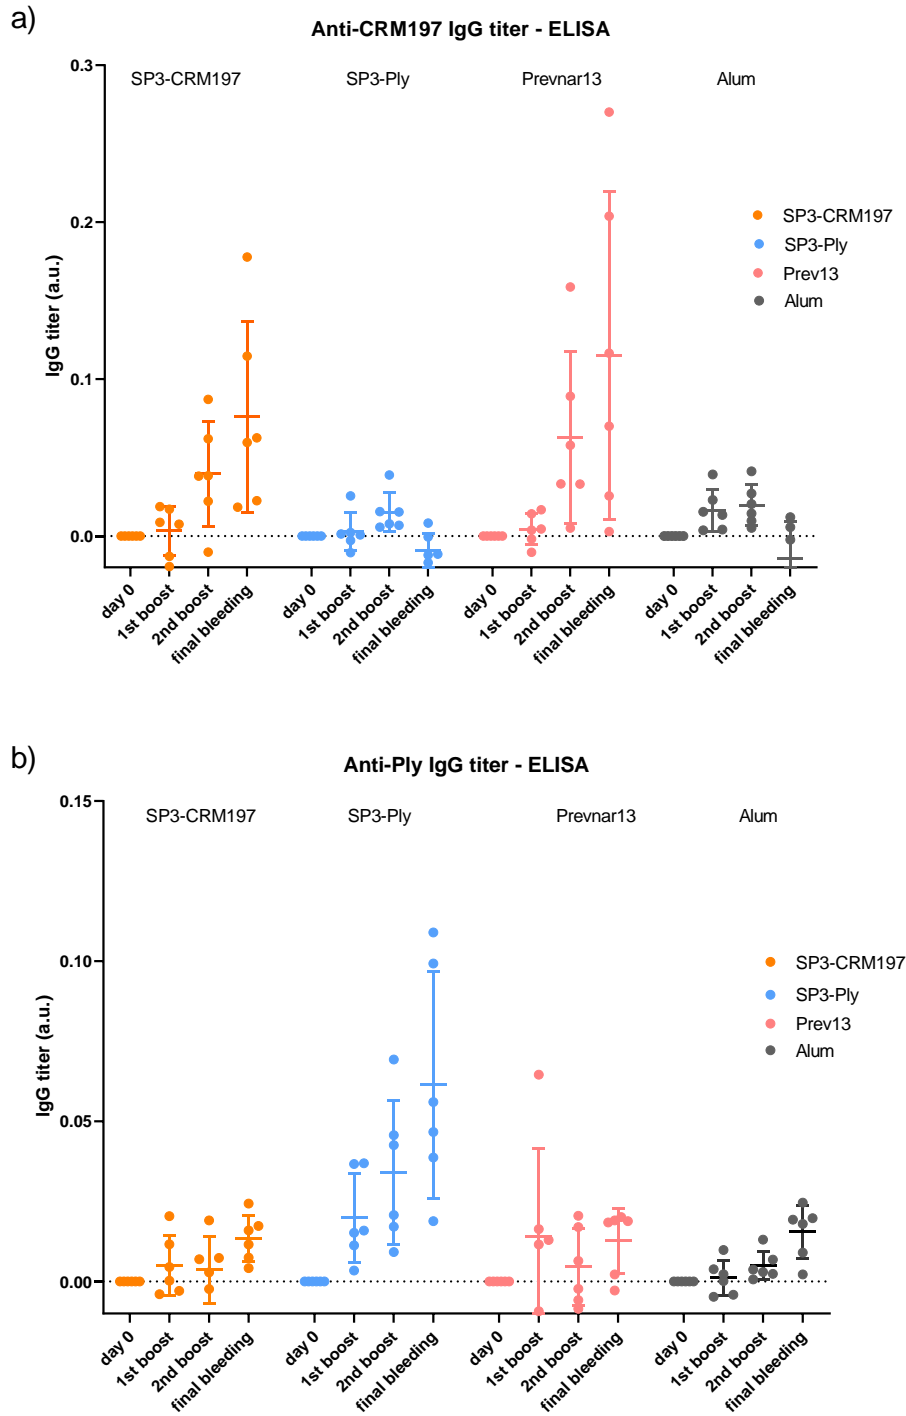 a)
Anti-CRM197 IgG titer - ELISA
SP3-CRM197 SP3-Ply Prevnar13 Alum
IgG titer (a.u.)
0.3
0.2
0.1
0.0
SP3-CRM197
SP3-Ply
Prev13
Alum
day 0 1st boost 2nd boost final bleeding day 0 1st boost 2nd boost final bleeding day 0 1st boost 2nd boost final bleeding day 0 1st boost 2nd boost final bleeding
b)
Anti-Ply IgG titer - ELISA
SP3-CRM197 SP3-Ply Prevnar13 Alum
IgG titer (a.u.)
0.15
0.10
0.05
0.00
SP3-CRM197
SP3-Ply
Prev13
Alum
day 0 1st boost 2nd boost final bleeding day 0 1st boost 2nd boost final bleeding day 0 1st boost 2nd boost final bleeding day 0 1st boost 2nd boost final bleeding